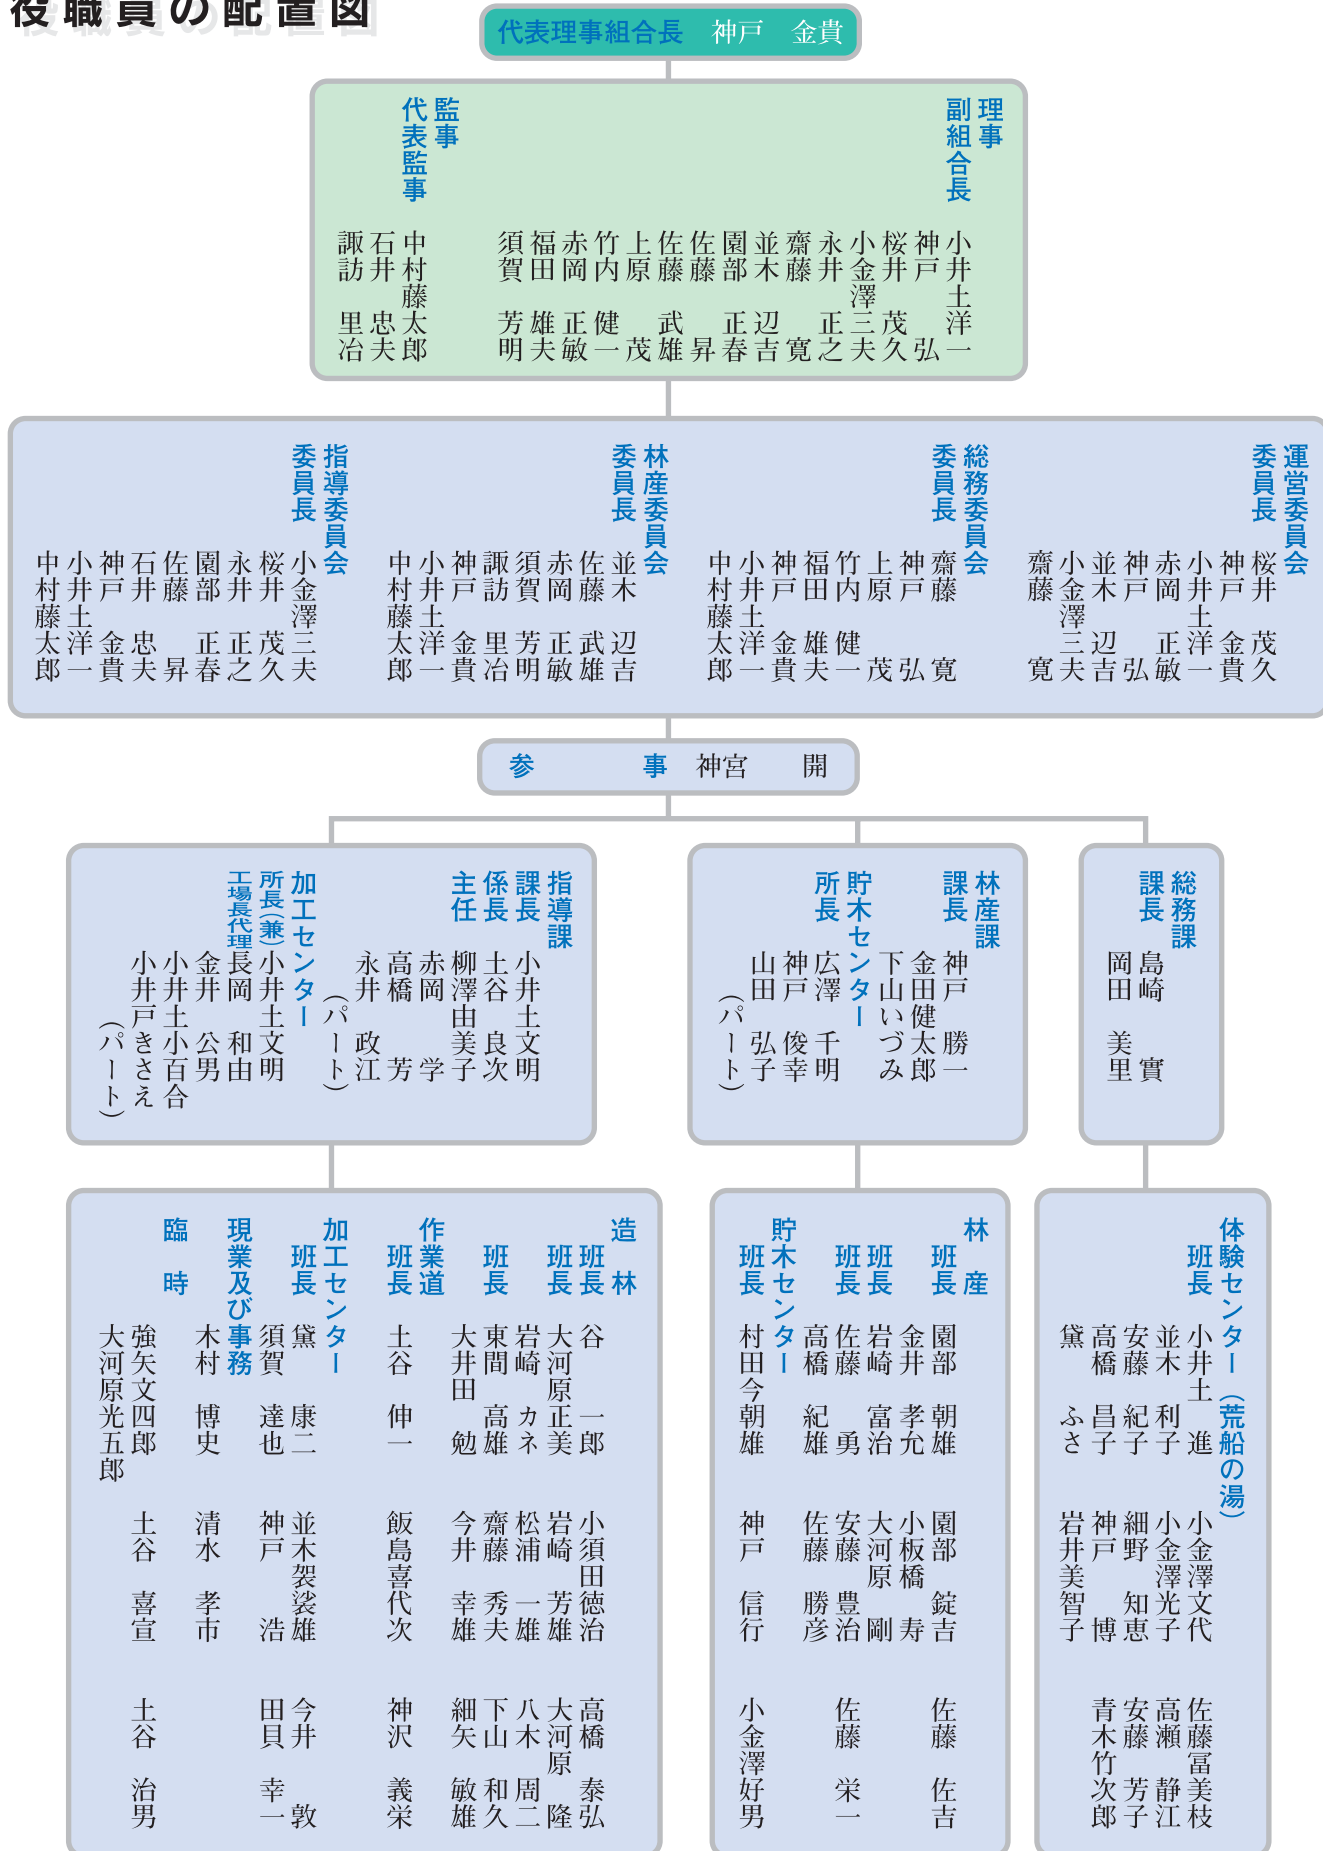 役職員の配置図
代表理事組合長　神戸　金貴
理事
副組合長　小井土洋一
神戸　弘
桜井　茂久
小金澤三夫
永井　正之
齋藤　寛
並木　辺吉
園部　正春
佐藤　昇
佐藤　武雄
上原　茂
竹内　健一
赤岡　正敏
福田　雄夫
須賀　芳明
監事
代表監事　中村藤太郎
石井　忠夫
諏訪　里冶
運営委員会
委員長　桜井　茂久
神戸　金貴
小井土洋一
赤岡　正敏
神戸　弘
並木　辺吉
小金澤三夫
齋藤　寛
総務委員会
委員長　齋藤　寛
神戸　弘
上原　茂
竹内　健一
福田　雄夫
神戸　金貴
小井土洋一
中村藤太郎
林産委員会
委員長　並木　辺吉
佐藤　武雄
赤岡　正敏
須賀　芳明
諏訪　里冶
神戸　金貴
小井土洋一
中村藤太郎
指導委員会
委員長　小金澤三夫
桜井　茂久
永井　正之
園部　正春
佐藤　昇
石井　忠夫
神戸　金貴
小井土洋一
中村藤太郎
参　事　神宮　開
総務課
課長　島崎　實
岡田　美里
林産課
課長　神戸　勝一
金田健太郎
下山いづみ
貯木センター
所長　広澤　千明
神戸　俊幸
山田　弘子
（パート）
指導課
課長　小井土文明
係長　土谷　良次
主任　柳澤由美子
赤岡　学
高橋　芳
永井　政江
（パート）
加工センター
所長（兼）小井土文明
工場長代理　長岡　和由
金井　公男
小井土小百合
小井戸きさえ
（パート）
体験センター（荒船の湯）
班長　小井土　進　小金澤文代　佐藤冨美枝
並木　利子　小金澤光子　高瀬　静江
安藤　紀子　細野　知恵　安藤　芳子
高橋　昌子　神戸　博　青木竹次郎
黛　ふさ　岩井美智子
林　産
班長　園部　朝雄　園部　錠吉　佐藤　佐吉
金井　孝允　小板橋　寿
班長　岩崎　富治　大河原　剛
班長　佐藤　勇　安藤　豊治　佐藤　栄一
高橋　紀雄　佐藤　勝彦
貯木センター
班長　村田今朝雄　神戸　信行　小金澤好男
造　林
班長　谷　一郎　小須田徳治　高橋　泰弘
班長　大河原正美　岩崎　芳雄　大河原　隆
岩崎　カネ　松浦　一雄　八木　周二
班長　東間　高雄　齋藤　秀夫　下山　和久
大井田　勉　今井　幸雄　細矢　敏雄
作業道
班長　土谷　伸一　飯島喜代次　神沢　義栄
加工センター
班長　黛　康二　並木袈裟雄　今井　敦
須賀　達也　神戸　浩　田貝　幸一
現業及び事務
木村　博史　清水　孝市
臨　時
強矢文四郎　土谷　喜宣　土谷　治男
大河原光五郎